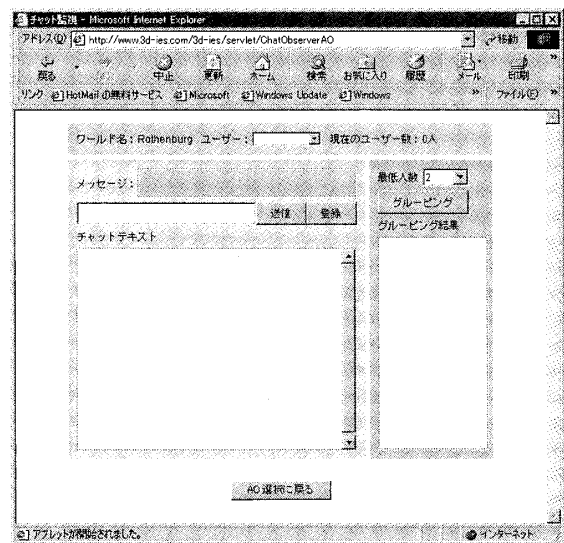 チャット監視 - Microsoft Internet Explorer
アドレス(D) http://www.3d-ies.com/3d-ies/servlet/ChatObserverAO 移動
戻る 中止 更新 ホーム 検索 お気に入り 履歴 メール 印刷 »
リンク HotMail の無料サービス Microsoft Windows Update Windows » ファイル(F) »
ワールド名：Rothenburg ユーザー： 現在のユーザー数：0人
メッセージ： 最低人数 2
送信 登録 グルーピング
チャットテキスト グルーピング結果
AO選択に戻る
アプレットが開始されました。 インターネット